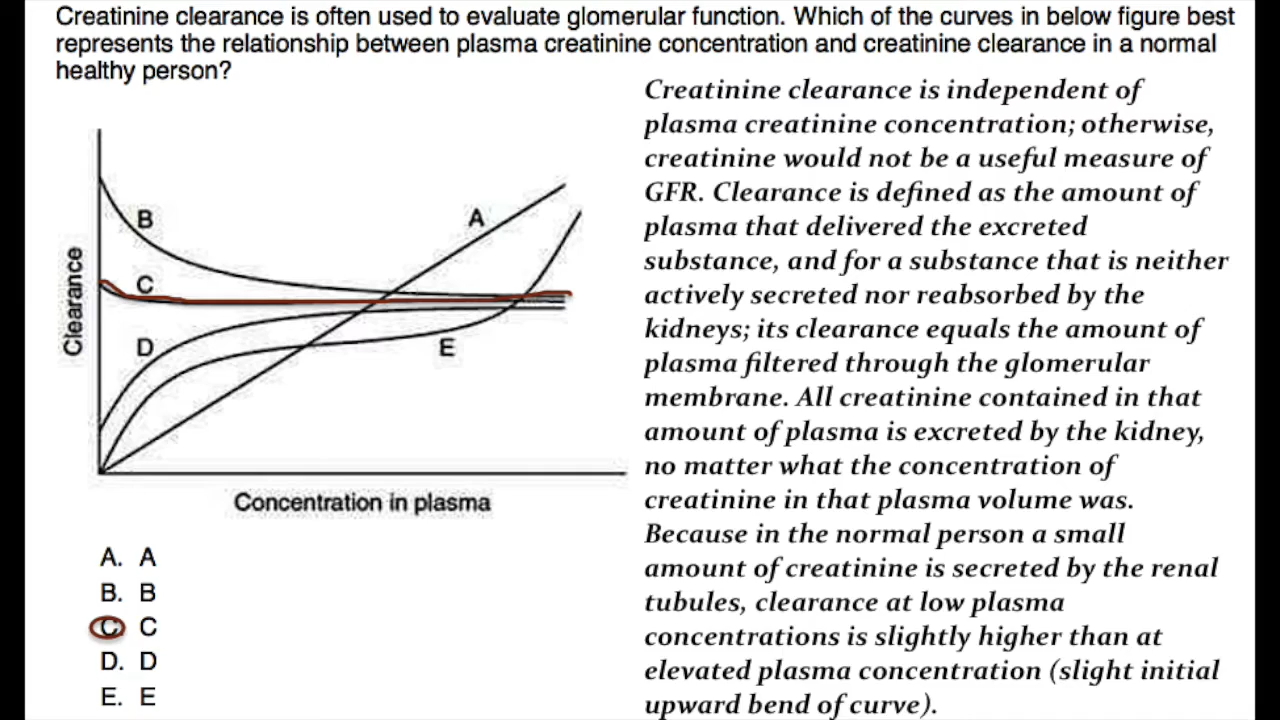 Creatinine clearance is often used to evaluate glomerular function. Which of the curves in below figure best
represents the relationship between plasma creatinine concentration and creatinine clearance in a normal
healthy person?
B
A
C
D
E
Clearance
Concentration in plasma
A. A
B. B
C. C
D. D
E. E
Creatinine clearance is independent of
plasma creatinine concentration; otherwise,
creatinine would not be a useful measure of
GFR. Clearance is defined as the amount of
plasma that delivered the excreted
substance, and for a substance that is neither
actively secreted nor reabsorbed by the
kidneys; its clearance equals the amount of
plasma filtered through the glomerular
membrane. All creatinine contained in that
amount of plasma is excreted by the kidney,
no matter what the concentration of
creatinine in that plasma volume was.
Because in the normal person a small
amount of creatinine is secreted by the renal
tubules, clearance at low plasma
concentrations is slightly higher than at
elevated plasma concentration (slight initial
upward bend of curve).